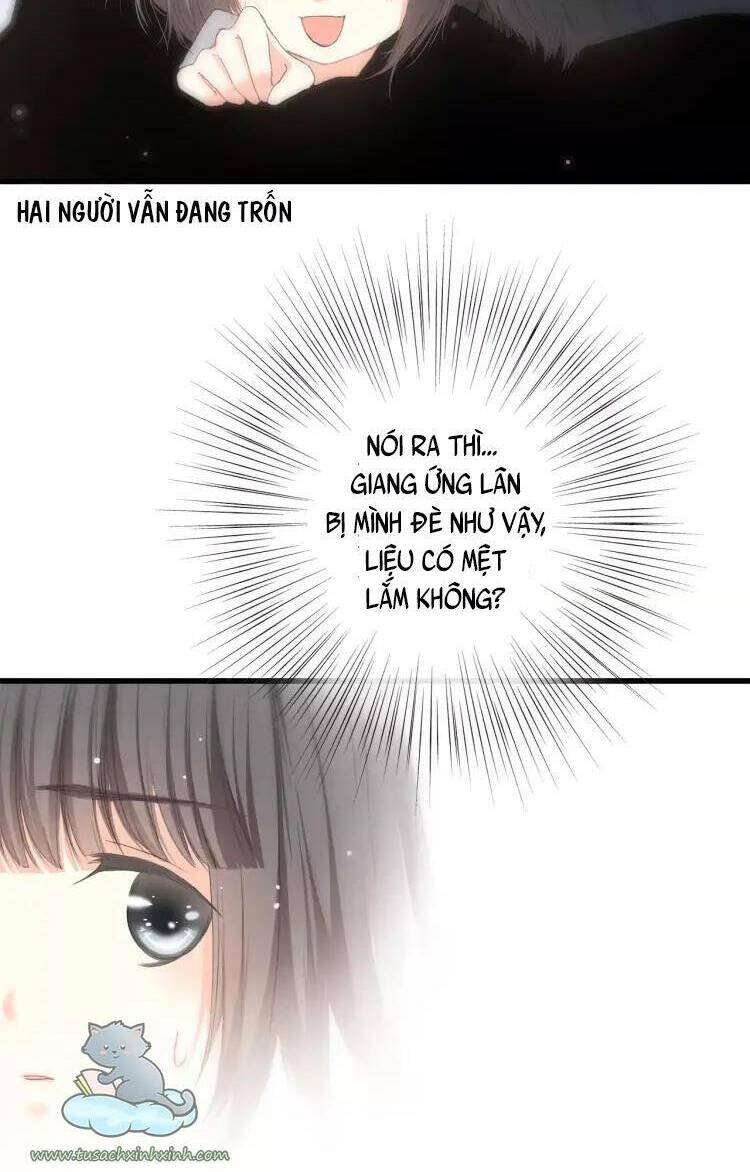 HAI NGƯỜI VẪN ĐANG TRỐN
NÓI RA THÌ...
GIANG ỨNG LÂN
BỊ MÌNH ĐÈ NHƯ VẬY,
LIỆU CÓ MỆT
LẮM KHÔNG?
www.tusachxinhxinh.com